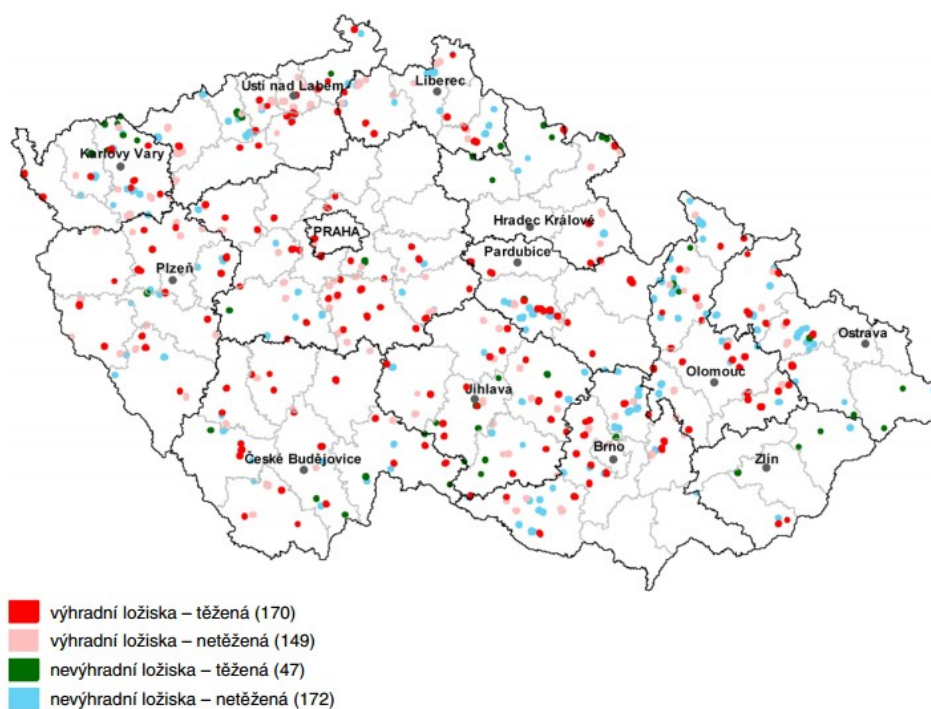 Ústí nad Labem
Liberec
Karlovy Vary
Hradec Králové
PRAHA
Pardubice
Plzeň
Ostrava
Olomouc
Jihlava
Brno
České Budějovice
Zlín
výhradní ložiska – těžená (170)
výhradní ložiska – netěžená (149)
nevýhradní ložiska – těžená (47)
nevýhradní ložiska – netěžená (172)